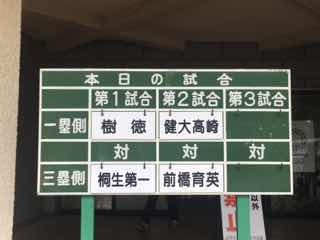 本日の試合
第1試合 第2試合 第3試合
一塁側 樹徳 健大高崎
対 対 対
三塁側 桐生第一 前橋育英
以外